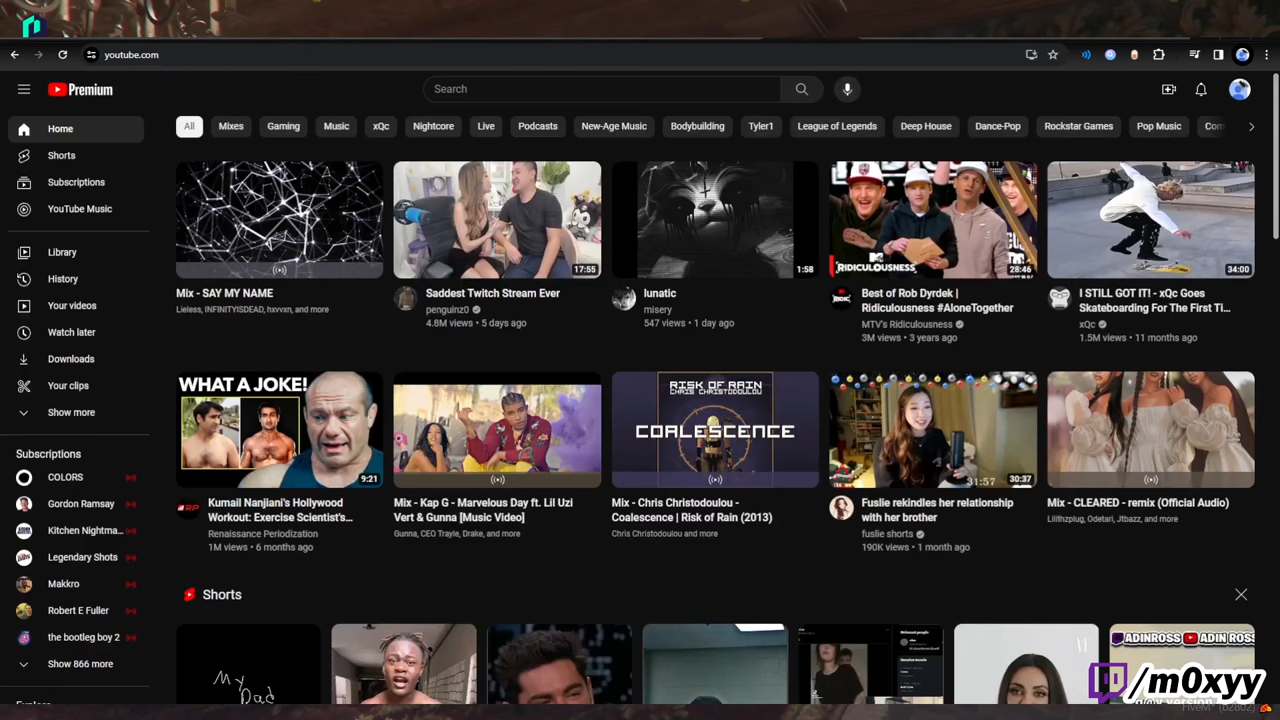 youtube.com
Premium
Search
Home
Shorts
Subscriptions
YouTube Music
Library
History
Your videos
Watch later
Downloads
Your clips
Show more
Subscriptions
COLORS
Gordon Ramsay
Kitchen Nightma...
Legendary Shots
Makkro
Robert E Fuller
the bootleg boy 2
Show 866 more
All
Mixes
Gaming
Music
xQc
Nightcore
Live
Podcasts
New-Age Music
Bodybuilding
Tyler1
League of Legends
Deep House
Dance-Pop
Rockstar Games
Pop Music
Mix - SAY MY NAME
Lieless, INFINITYISDEAD, hxvvxn, and more
17:55
Saddest Twitch Stream Ever
penguinz0
4.8M views • 5 days ago
1:58
lunatic
misery
547 views • 1 day ago
RIDICULOUSNESS
28:46
Best of Rob Dyrdek |
Ridiculousness #AloneTogether
MTV's Ridiculousness
3M views • 3 years ago
34:00
I STILL GOT IT! - xQc Goes
Skateboarding For The First Ti...
xQc
1.5M views • 11 months ago
WHAT A JOKE!
9:21
RP
Kumail Nanjiani's Hollywood
Workout: Exercise Scientist's...
Renaissance Periodization
1M views • 6 months ago
Mix - Kap G - Marvelous Day ft. Lil Uzi
Vert & Gunna [Music Video]
Gunna, CEO Trayle, Drake, and more
RISK OF RAIN
CHRIS CHRISTODOULOU
COALESCENCE
Mix - Chris Christodoulou -
Coalescence | Risk of Rain (2013)
Chris Christodoulou and more
31:57
30:37
Fuslie rekindles her relationship
with her brother
fuslie shorts
190K views • 1 month ago
Mix - CLEARED - remix (Official Audio)
Lilithzplug, Odetari, Jtbazz, and more
Shorts
My
Dad
ADINROSS
ADIN ROSS
/m0xyy